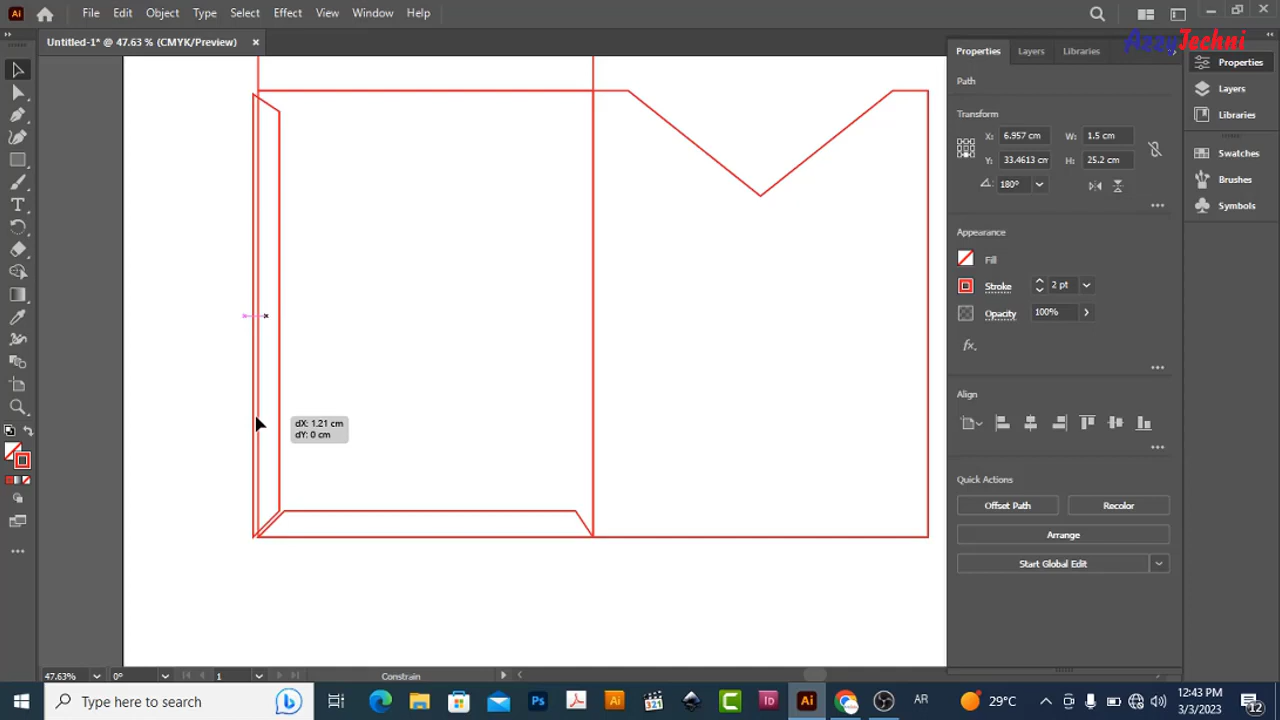 File Edit Object Type Select Effect View Window Help
Untitled-1* @ 47.63 % (CMYK/Preview)
AzzyTechni
Properties Layers Libraries
Properties
Layers
Libraries
Swatches
Brushes
Symbols
Path
Transform
X: 6.957 cm W: 1.5 cm
Y: 33.4613 cm H: 25.2 cm
180°
Appearance
Fill
Stroke 2 pt
Opacity 100%
fx.
Align
Quick Actions
Offset Path Recolor
Arrange
Start Global Edit
dX: 1.21 cm
dY: 0 cm
47.63% 0° 1 Constrain
Type here to search
AR 29°C
12:43 PM
3/3/2023
12